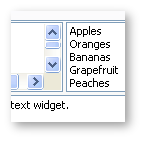 Apples
Oranges
Bananas
Grapefruit
Peaches
text widget.